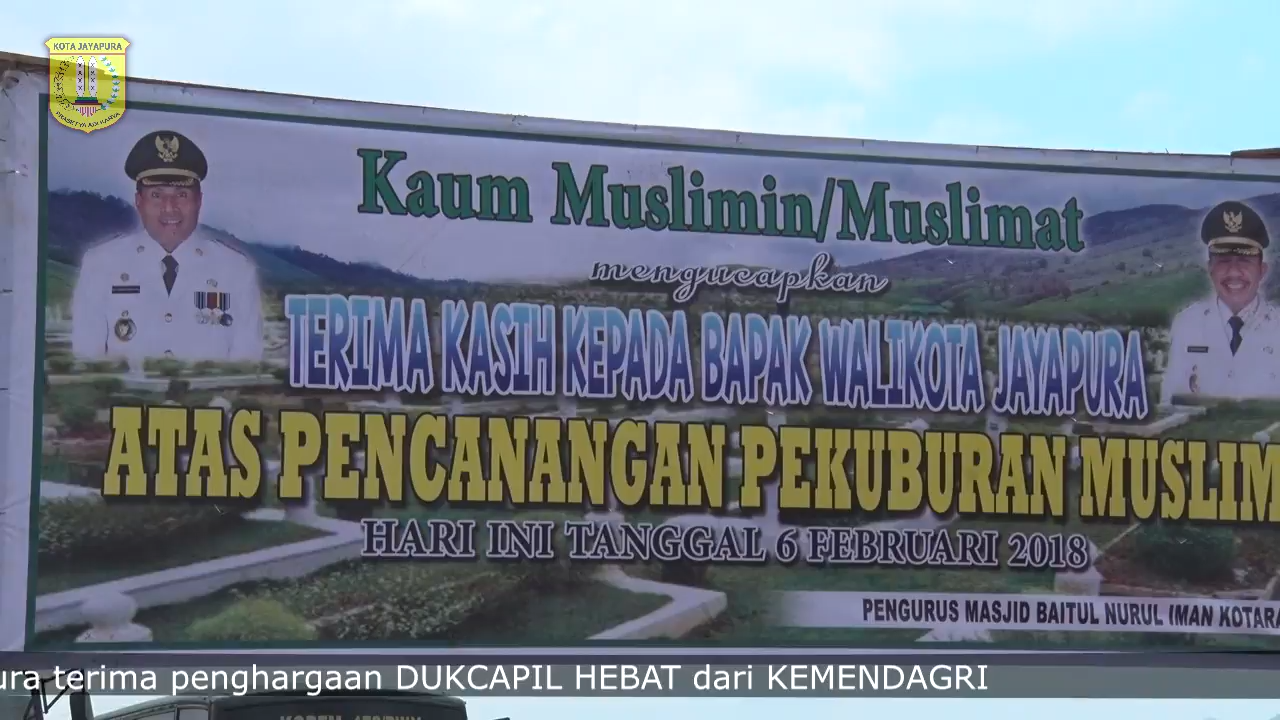 KOTA JAYAPURA
Kaum Muslimin/Muslimat
mengucapkan
TERIMA KASIH KEPADA BAPAK WALIKOTA JAYAPURA
ATAS PENCANANGAN PEKUBURAN MUSLIM
HARI INI TANGGAL 6 FEBRUARI 2018
PENGURUS MASJID BAITUL NURUL IMAN KOTARA
ura terima penghargaan DUKCAPIL HEBAT dari KEMENDAGRI